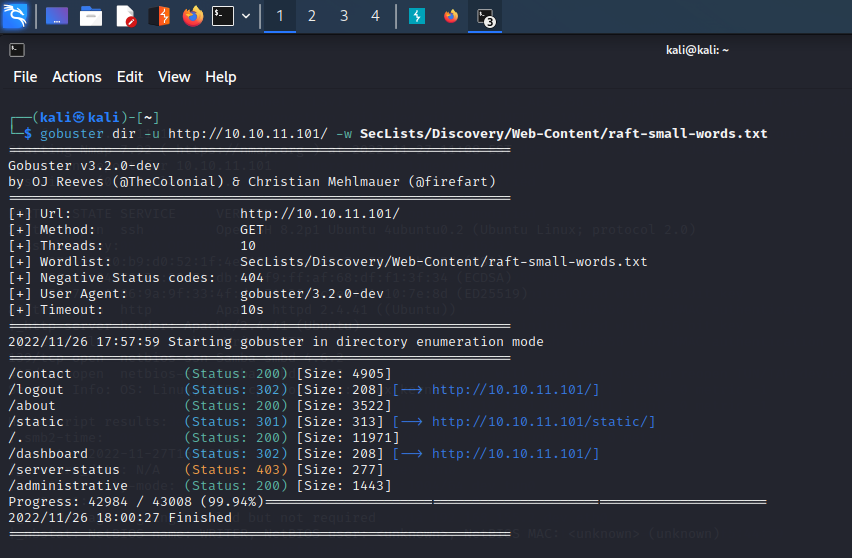 1 2 3 4
3
kali@kali: ~
File Actions Edit View Help
┌──(kali㉿kali)-[~]
└─$ gobuster dir -u http://10.10.11.101/ -w SecLists/Discovery/Web-Content/raft-small-words.txt
===============================================================
Gobuster v3.2.0-dev
by OJ Reeves (@TheColonial) & Christian Mehlmauer (@firefart)
===============================================================
[+] Url: http://10.10.11.101/
[+] Method: GET
[+] Threads: 10
[+] Wordlist: SecLists/Discovery/Web-Content/raft-small-words.txt
[+] Negative Status codes: 404
[+] User Agent: gobuster/3.2.0-dev
[+] Timeout: 10s
===============================================================
2022/11/26 17:57:59 Starting gobuster in directory enumeration mode
===============================================================
/contact (Status: 200) [Size: 4905]
/logout (Status: 302) [Size: 208] [--> http://10.10.11.101/]
/about (Status: 200) [Size: 3522]
/static (Status: 301) [Size: 313] [--> http://10.10.11.101/static/]
/. (Status: 200) [Size: 11971]
/dashboard (Status: 302) [Size: 208] [--> http://10.10.11.101/]
/server-status (Status: 403) [Size: 277]
/administrative (Status: 200) [Size: 1443]
Progress: 42984 / 43008 (99.94%)===============================================================
2022/11/26 18:00:27 Finished
===============================================================